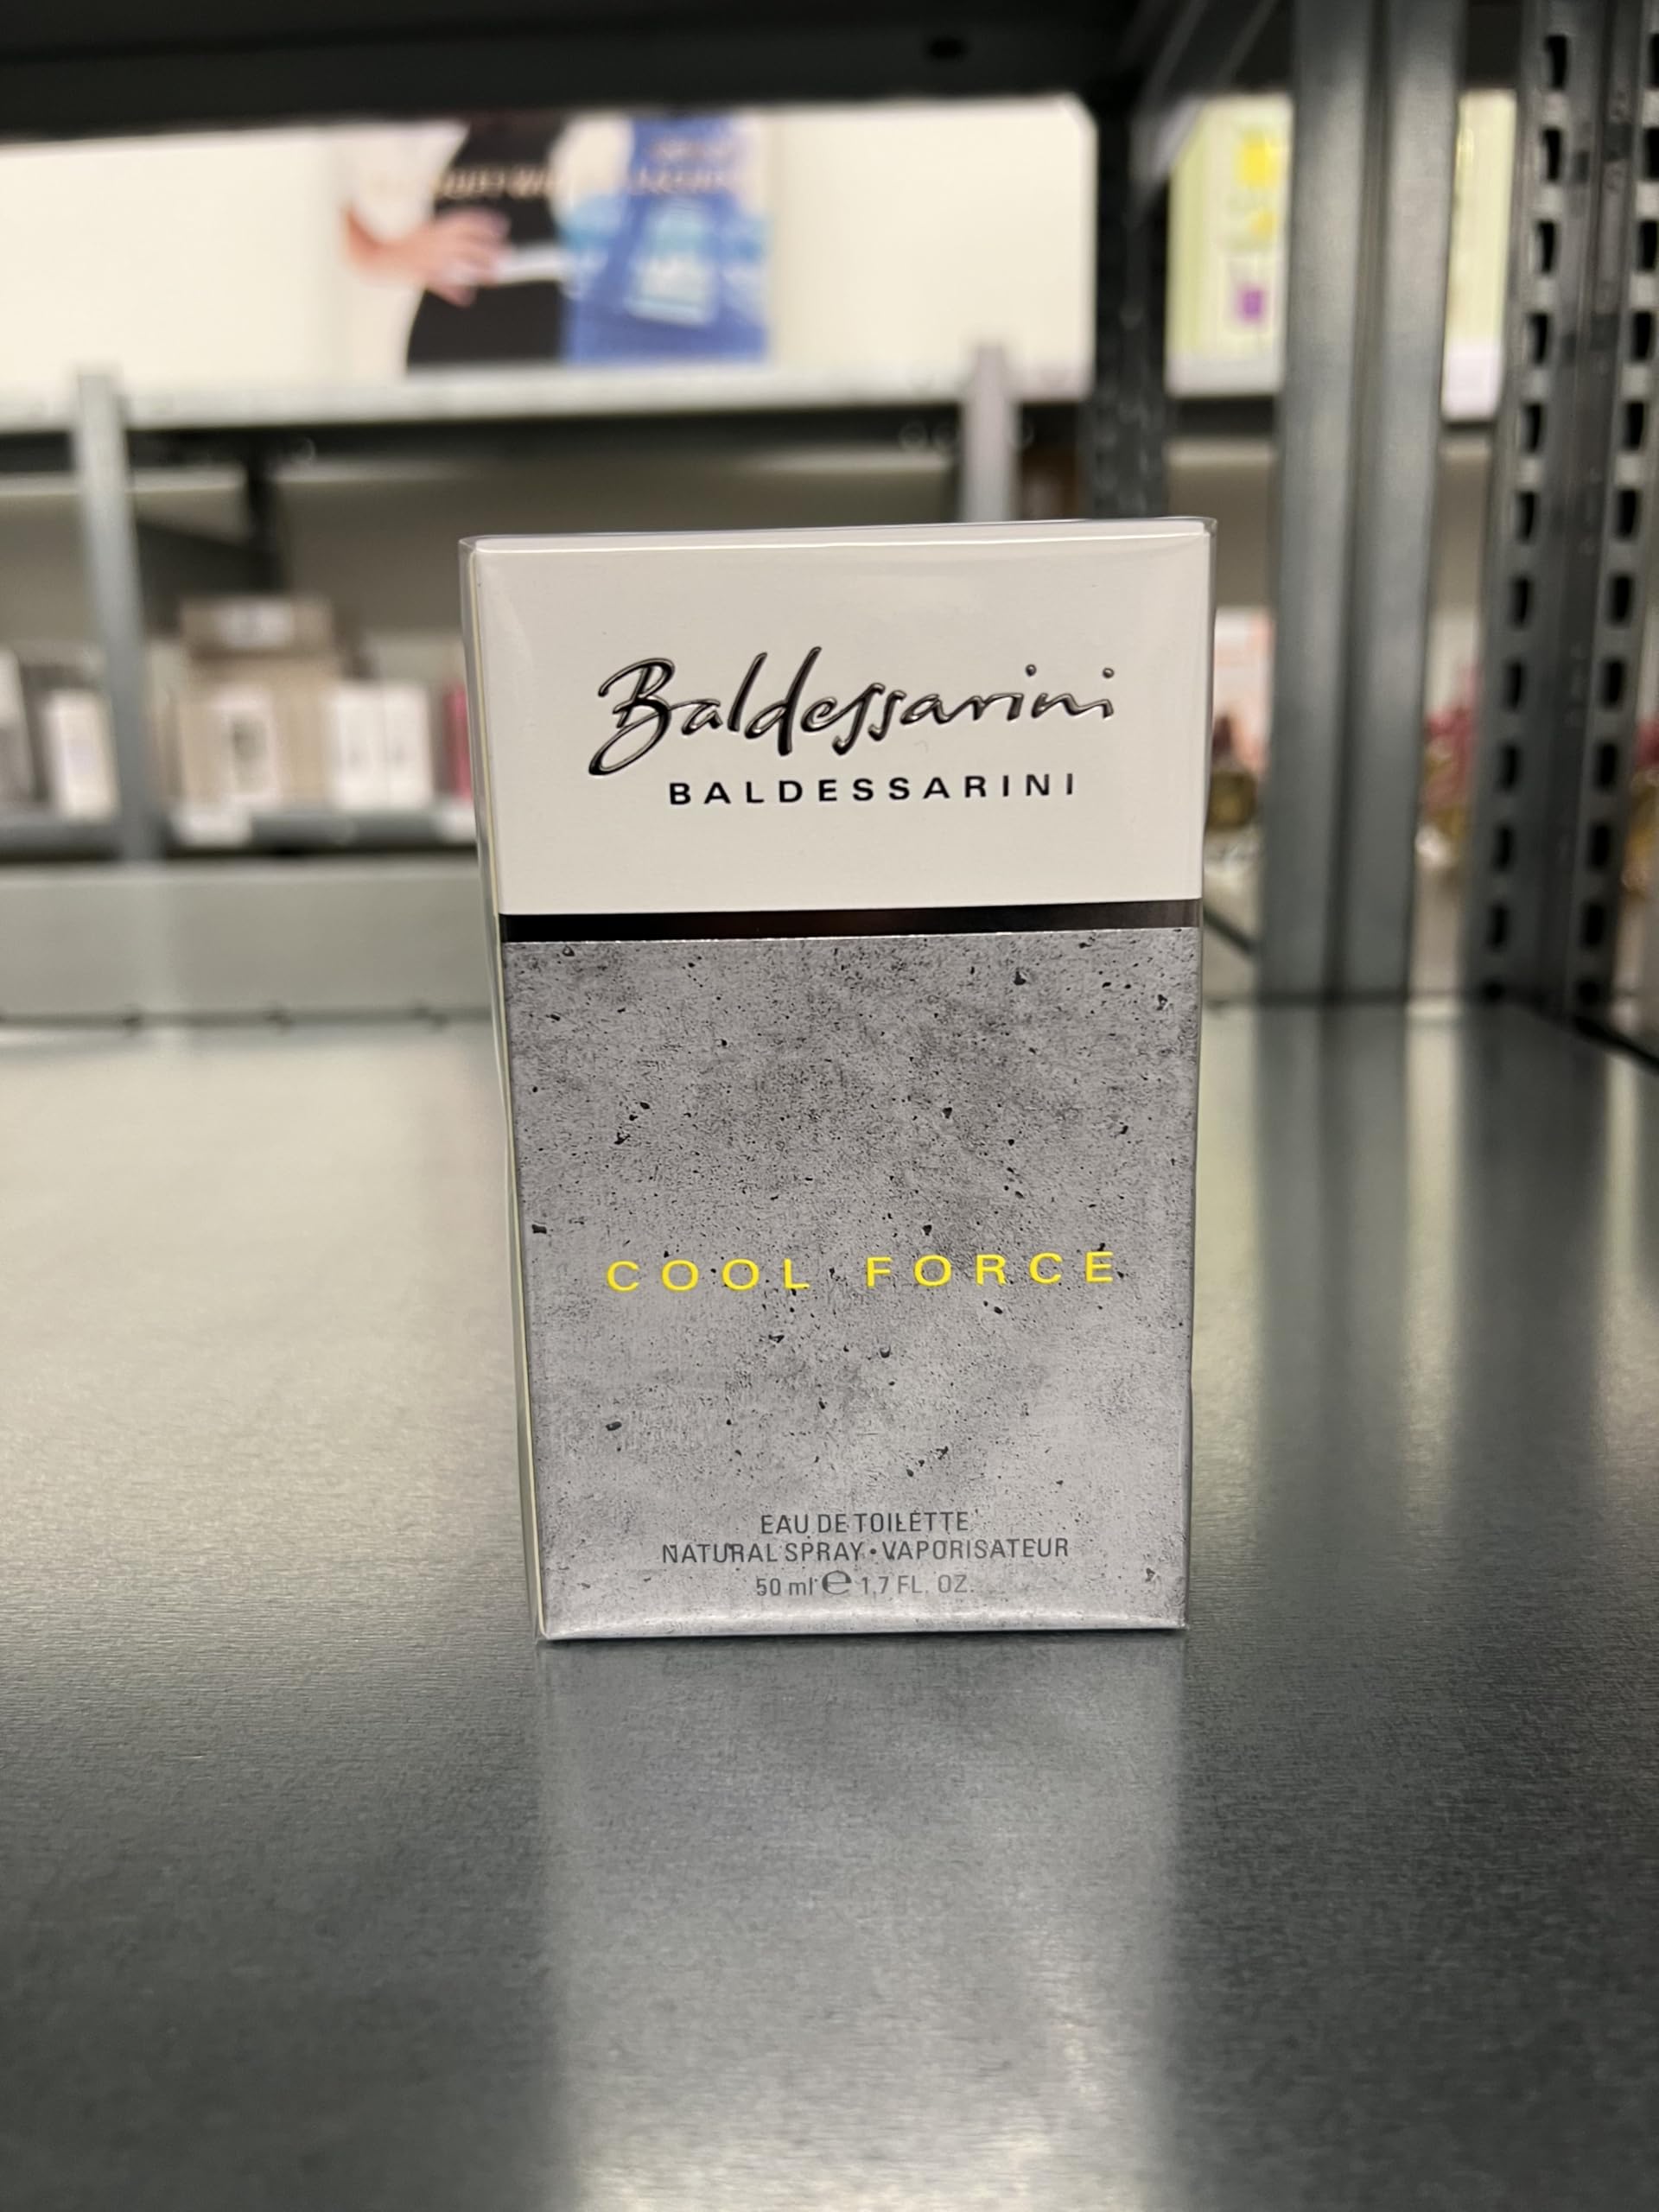 Baldessarini
BALDESSARINI
COOL FORCE
EAU DE TOILETTE
NATURAL SPRAY • VAPORISATEUR
50 ml ℮ 1,7 FL. OZ.